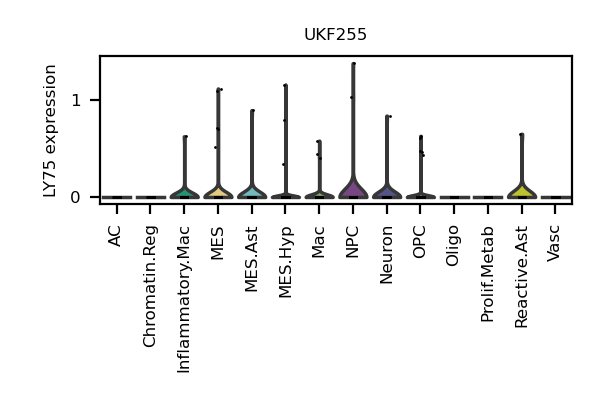 UKF255
LY75 expression
1
0
AC
Chromatin.Reg
Inflammatory.Mac
MES
MES.Ast
MES.Hyp
Mac
NPC
Neuron
OPC
Oligo
Prolif.Metab
Reactive.Ast
Vasc